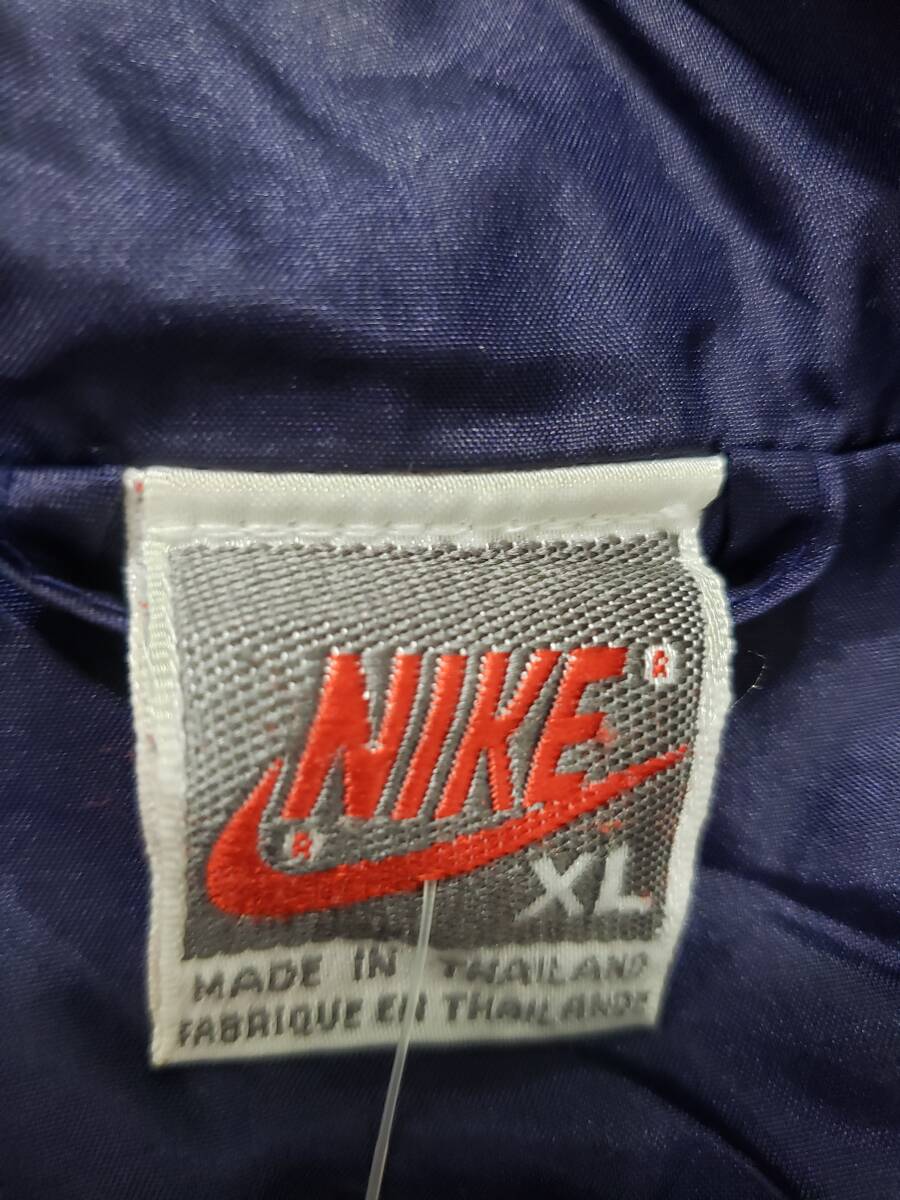 NIKE®
®
XL
MADE IN THAILAND
FABRIQUE EN THAILANDE